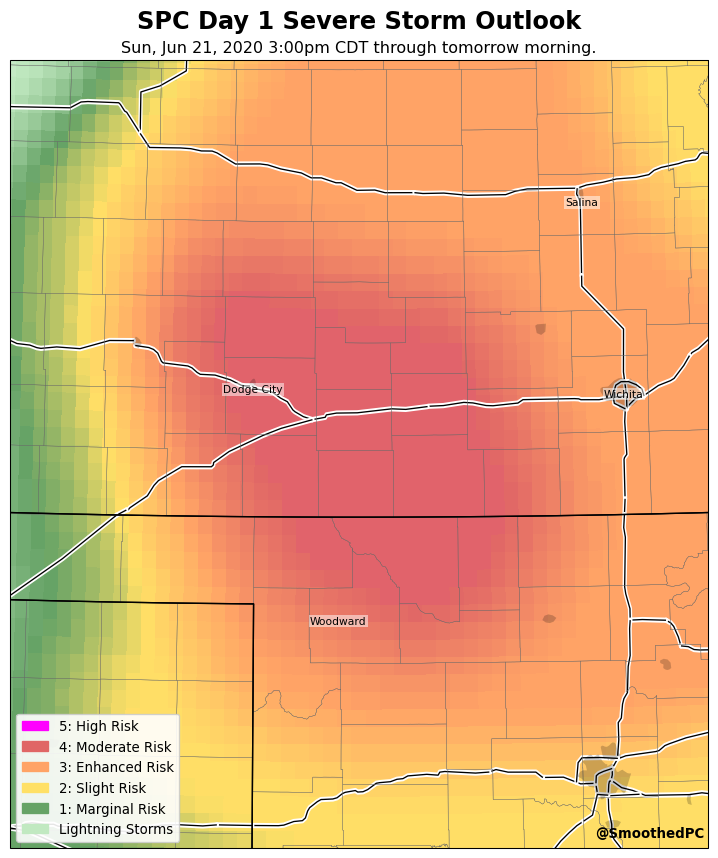 SPC Day 1 Severe Storm Outlook
Sun, Jun 21, 2020 3:00pm CDT through tomorrow morning.
Salina
Dodge City
Wichita
Woodward
5: High Risk
4: Moderate Risk
3: Enhanced Risk
2: Slight Risk
1: Marginal Risk
Lightning Storms
@SmoothedPC